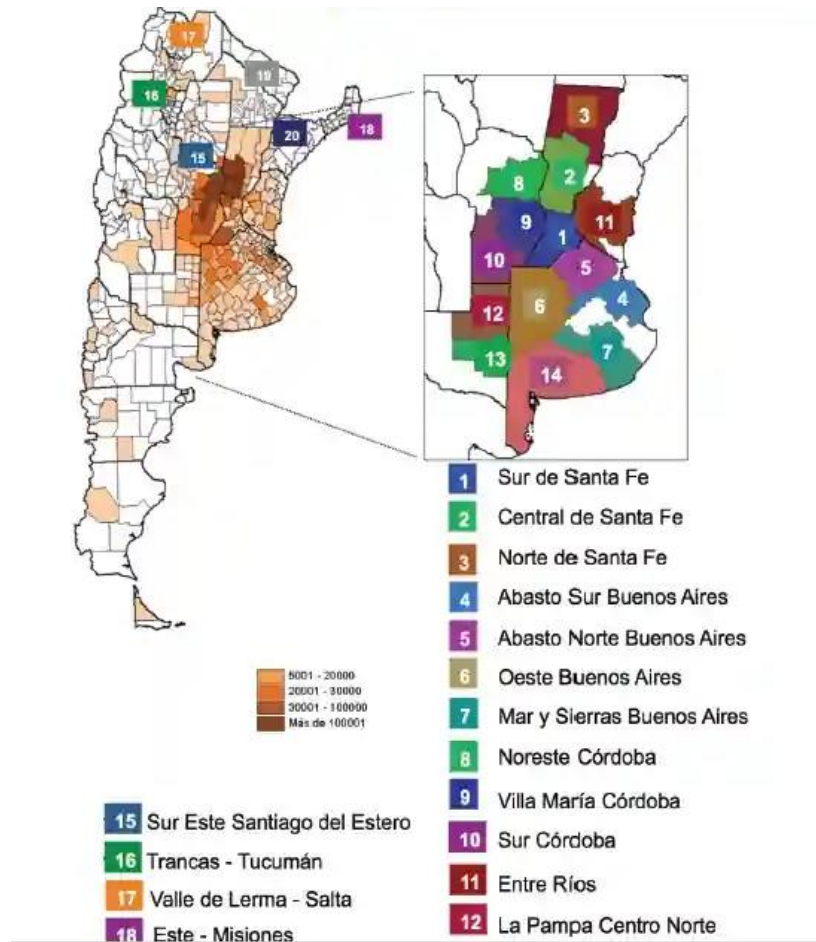 17
19
16
20
18
15
3
8
2
9
11
1
10
5
6
4
12
7
13
14
1 Sur de Santa Fe
2 Central de Santa Fe
3 Norte de Santa Fe
4 Abasto Sur Buenos Aires
5 Abasto Norte Buenos Aires
6 Oeste Buenos Aires
7 Mar y Sierras Buenos Aires
8 Noreste Córdoba
9 Villa María Córdoba
10 Sur Córdoba
11 Entre Ríos
12 La Pampa Centro Norte
5001 - 20000
20001 - 30000
30001 - 100000
Más de 100001
15 Sur Este Santiago del Estero
16 Trancas - Tucumán
17 Valle de Lerma - Salta
18 Este - Misiones